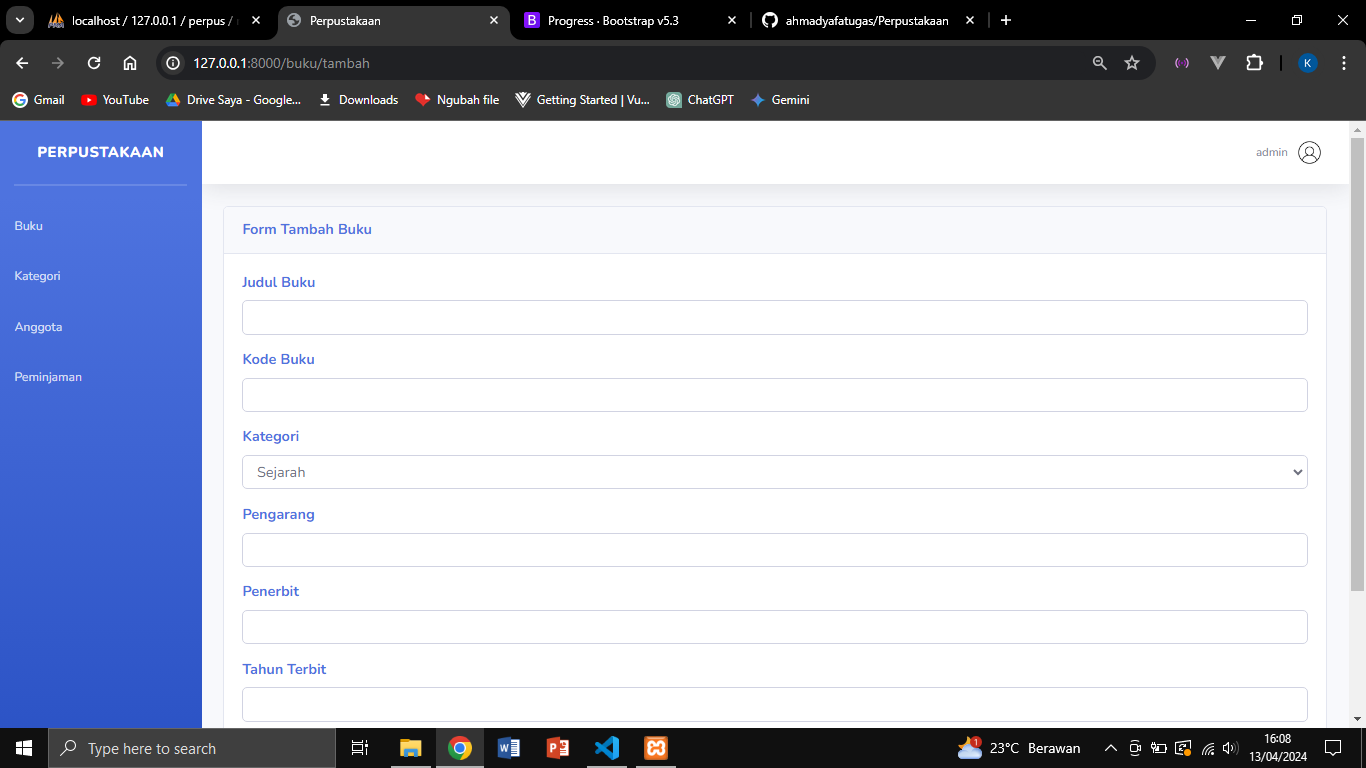 localhost / 127.0.0.1 / perpus /
Perpustakaan
Progress · Bootstrap v5.3
ahmadyafatugas/Perpustakaan
127.0.0.1:8000/buku/tambah
K
Gmail
YouTube
Drive Saya - Google...
Downloads
Ngubah file
Getting Started | Vu...
ChatGPT
Gemini
PERPUSTAKAAN
admin
Buku
Kategori
Anggota
Peminjaman
Form Tambah Buku
Judul Buku
Kode Buku
Kategori
Sejarah
Pengarang
Penerbit
Tahun Terbit
Type here to search
1
23°C Berawan
16:08
13/04/2024